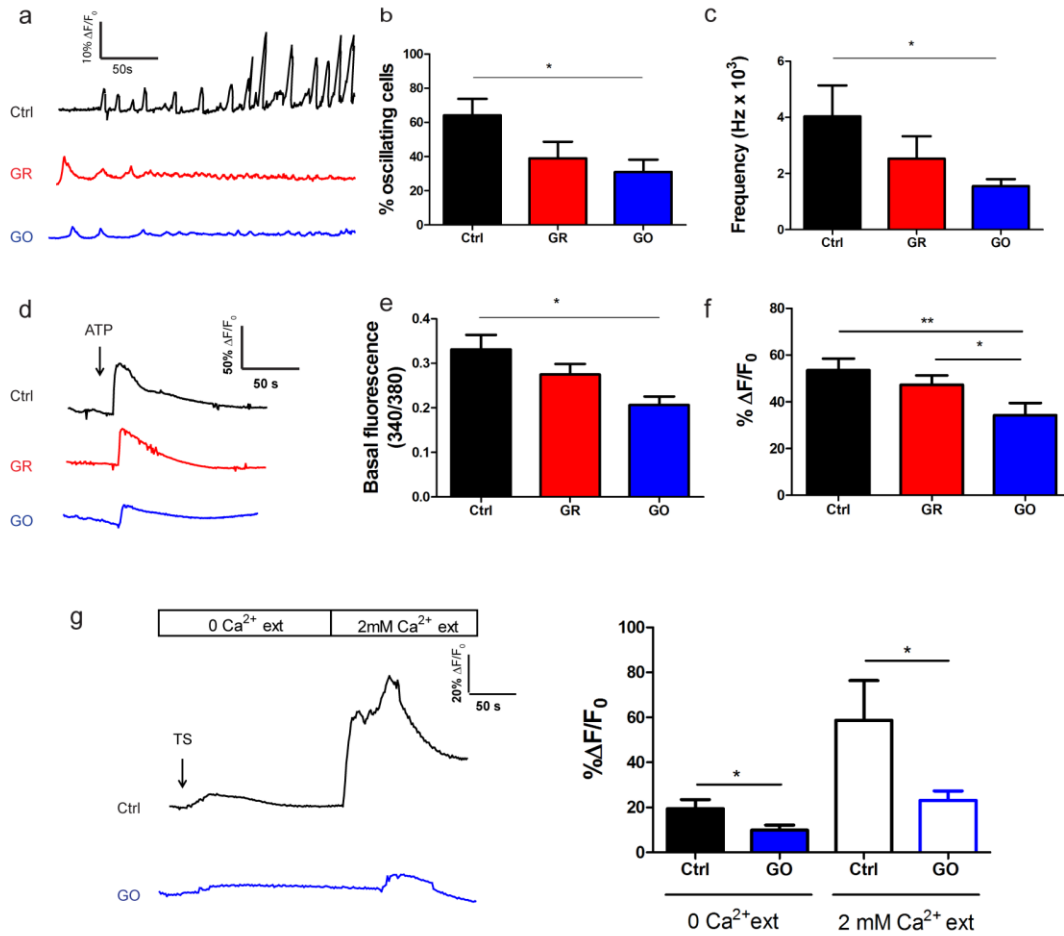 a
10% ΔF/F0
50s
Ctrl
GR
GO
b
% oscillating cells
100
80
60
40
20
0
*
Ctrl GR GO
c
Frequency (Hz x 10³)
6
4
2
0
*
Ctrl GR GO
d
ATP
50% ΔF/F0
50 s
Ctrl
GR
GO
e
Basal fluorescence
(340/380)
0.4
0.3
0.2
0.1
0.0
*
Ctrl GR GO
f
% ΔF/F0
80
60
40
20
0
**
*
Ctrl GR GO
g
0 Ca²⁺ ext 2mM Ca²⁺ ext
20% ΔF/F0
50 s
TS
Ctrl
GO
%ΔF/F0
100
80
60
40
20
0
*
*
Ctrl GO Ctrl GO
0 Ca²⁺ext 2 mM Ca²⁺ext